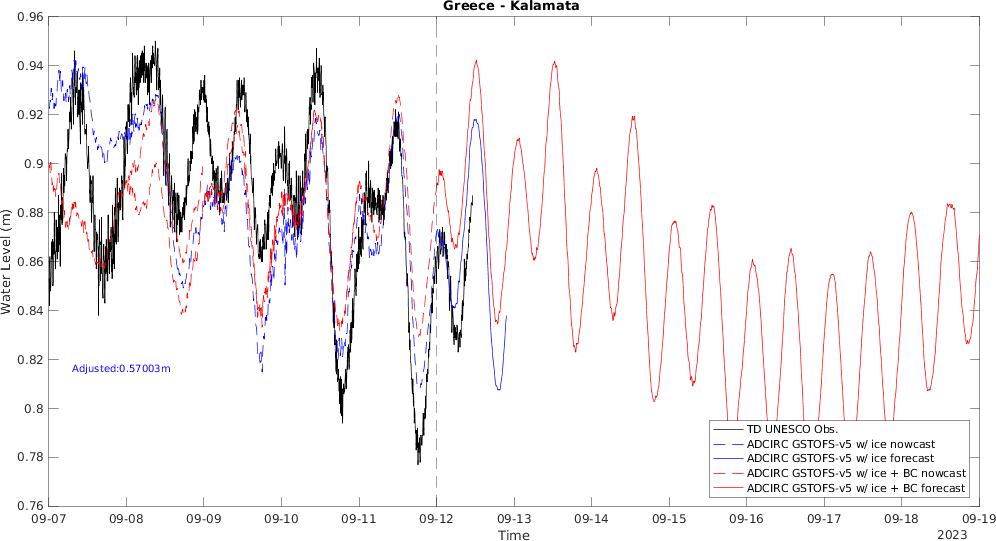 Greece - Kalamata
0.96
0.94
0.92
0.9
0.88
0.86
0.84
0.82
0.8
0.78
0.76
Water Level (m)
Adjusted:0.57003m
TD UNESCO Obs.
ADCIRC GSTOFS-v5 w/ ice nowcast
ADCIRC GSTOFS-v5 w/ ice forecast
ADCIRC GSTOFS-v5 w/ ice + BC nowcast
ADCIRC GSTOFS-v5 w/ ice + BC forecast
09-07 09-08 09-09 09-10 09-11 09-12 09-13 09-14 09-15 09-16 09-17 09-18 09-19
Time
2023